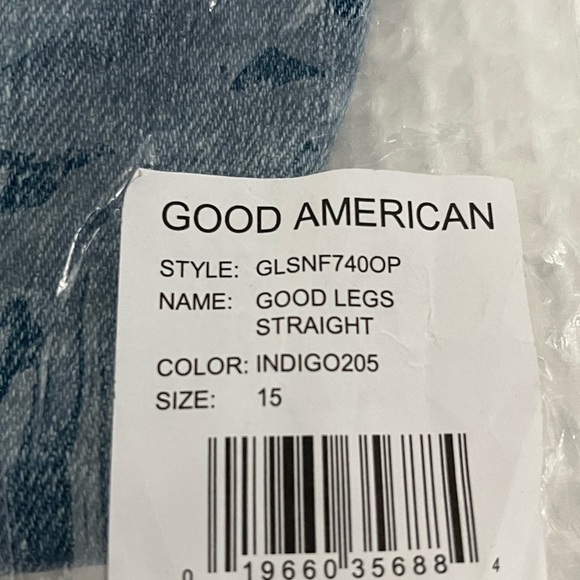 GOOD AMERICAN
STYLE: GLSNF740OP
NAME: GOOD LEGS
STRAIGHT
COLOR: INDIGO205
SIZE: 15
0 19660 35688 4